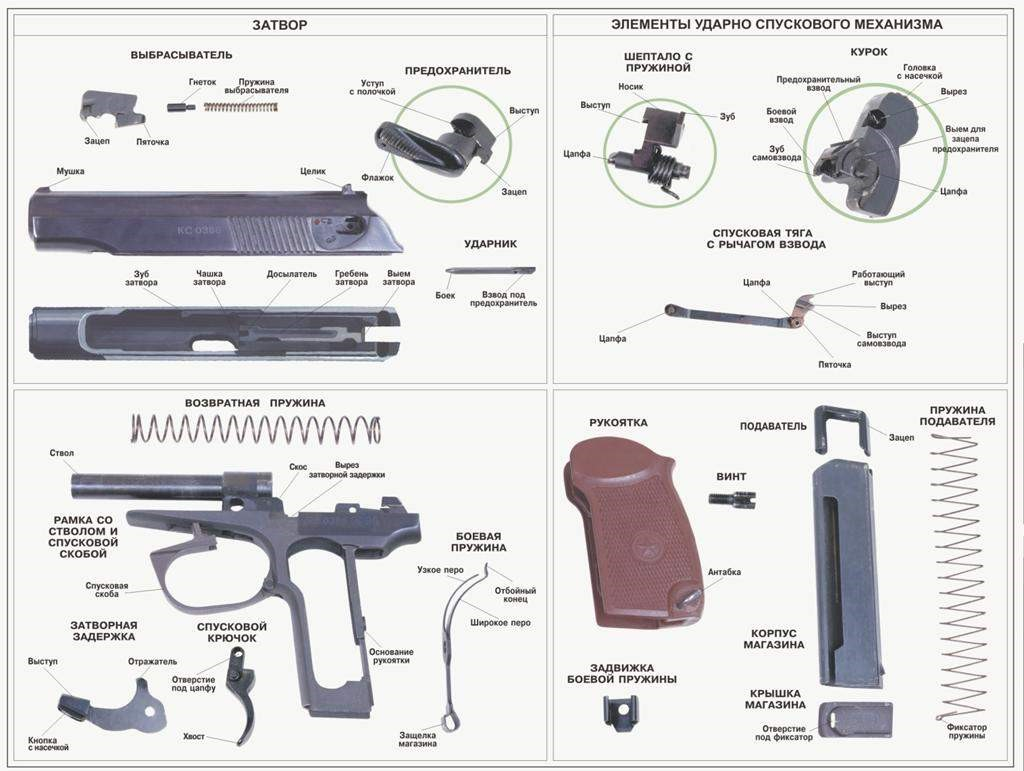 ЗАТВОР
ВЫБРАСЫВАТЕЛЬ
Гнеток
Пружина
выбрасывателя
Зацеп
Пяточка
ПРЕДОХРАНИТЕЛЬ
Уступ
с полочкой
Выступ
Флажок
Зацеп
Мушка
Целик
КС 0386
УДАРНИК
Боек
Взвод под
предохранитель
Зуб
затвора
Чашка
затвора
Досылатель
Гребень
затвора
Выем
затвора
ЭЛЕМЕНТЫ УДАРНО СПУСКОВОГО МЕХАНИЗМА
ШЕПТАЛО С
ПРУЖИНОЙ
Носик
Выступ
Зуб
Цапфа
КУРОК
Головка
с насечкой
Предохранительный
взвод
Вырез
Боевой
взвод
Выем для
зацепа
предохранителя
Зуб
самовзвода
Цапфа
СПУСКОВАЯ ТЯГА
С РЫЧАГОМ ВЗВОДА
Цапфа
Работающий
выступ
Вырез
Цапфа
Выступ
самовзвода
Пяточка
ВОЗВРАТНАЯ ПРУЖИНА
Ствол
Скос
Вырез
затворной задержки
РАМКА СО
СТВОЛОМ И
СПУСКОВОЙ
СКОБОЙ
Спусковая
скоба
БОЕВАЯ
ПРУЖИНА
Узкое перо
Отбойный
конец
Широкое перо
Основание
рукоятки
Защелка
магазина
ЗАТВОРНАЯ
ЗАДЕРЖКА
Выступ
Отражатель
Кнопка
с насечкой
СПУСКОВОЙ
КРЮЧОК
Отверстие
под цапфу
Хвост
РУКОЯТКА
Антабка
ВИНТ
ЗАДВИЖКА
БОЕВОЙ ПРУЖИНЫ
ПОДАВАТЕЛЬ
Зацеп
ПРУЖИНА
ПОДАВАТЕЛЯ
КОРПУС
МАГАЗИНА
КРЫШКА
МАГАЗИНА
Отверстие
под фиксатор
Фиксатор
пружины